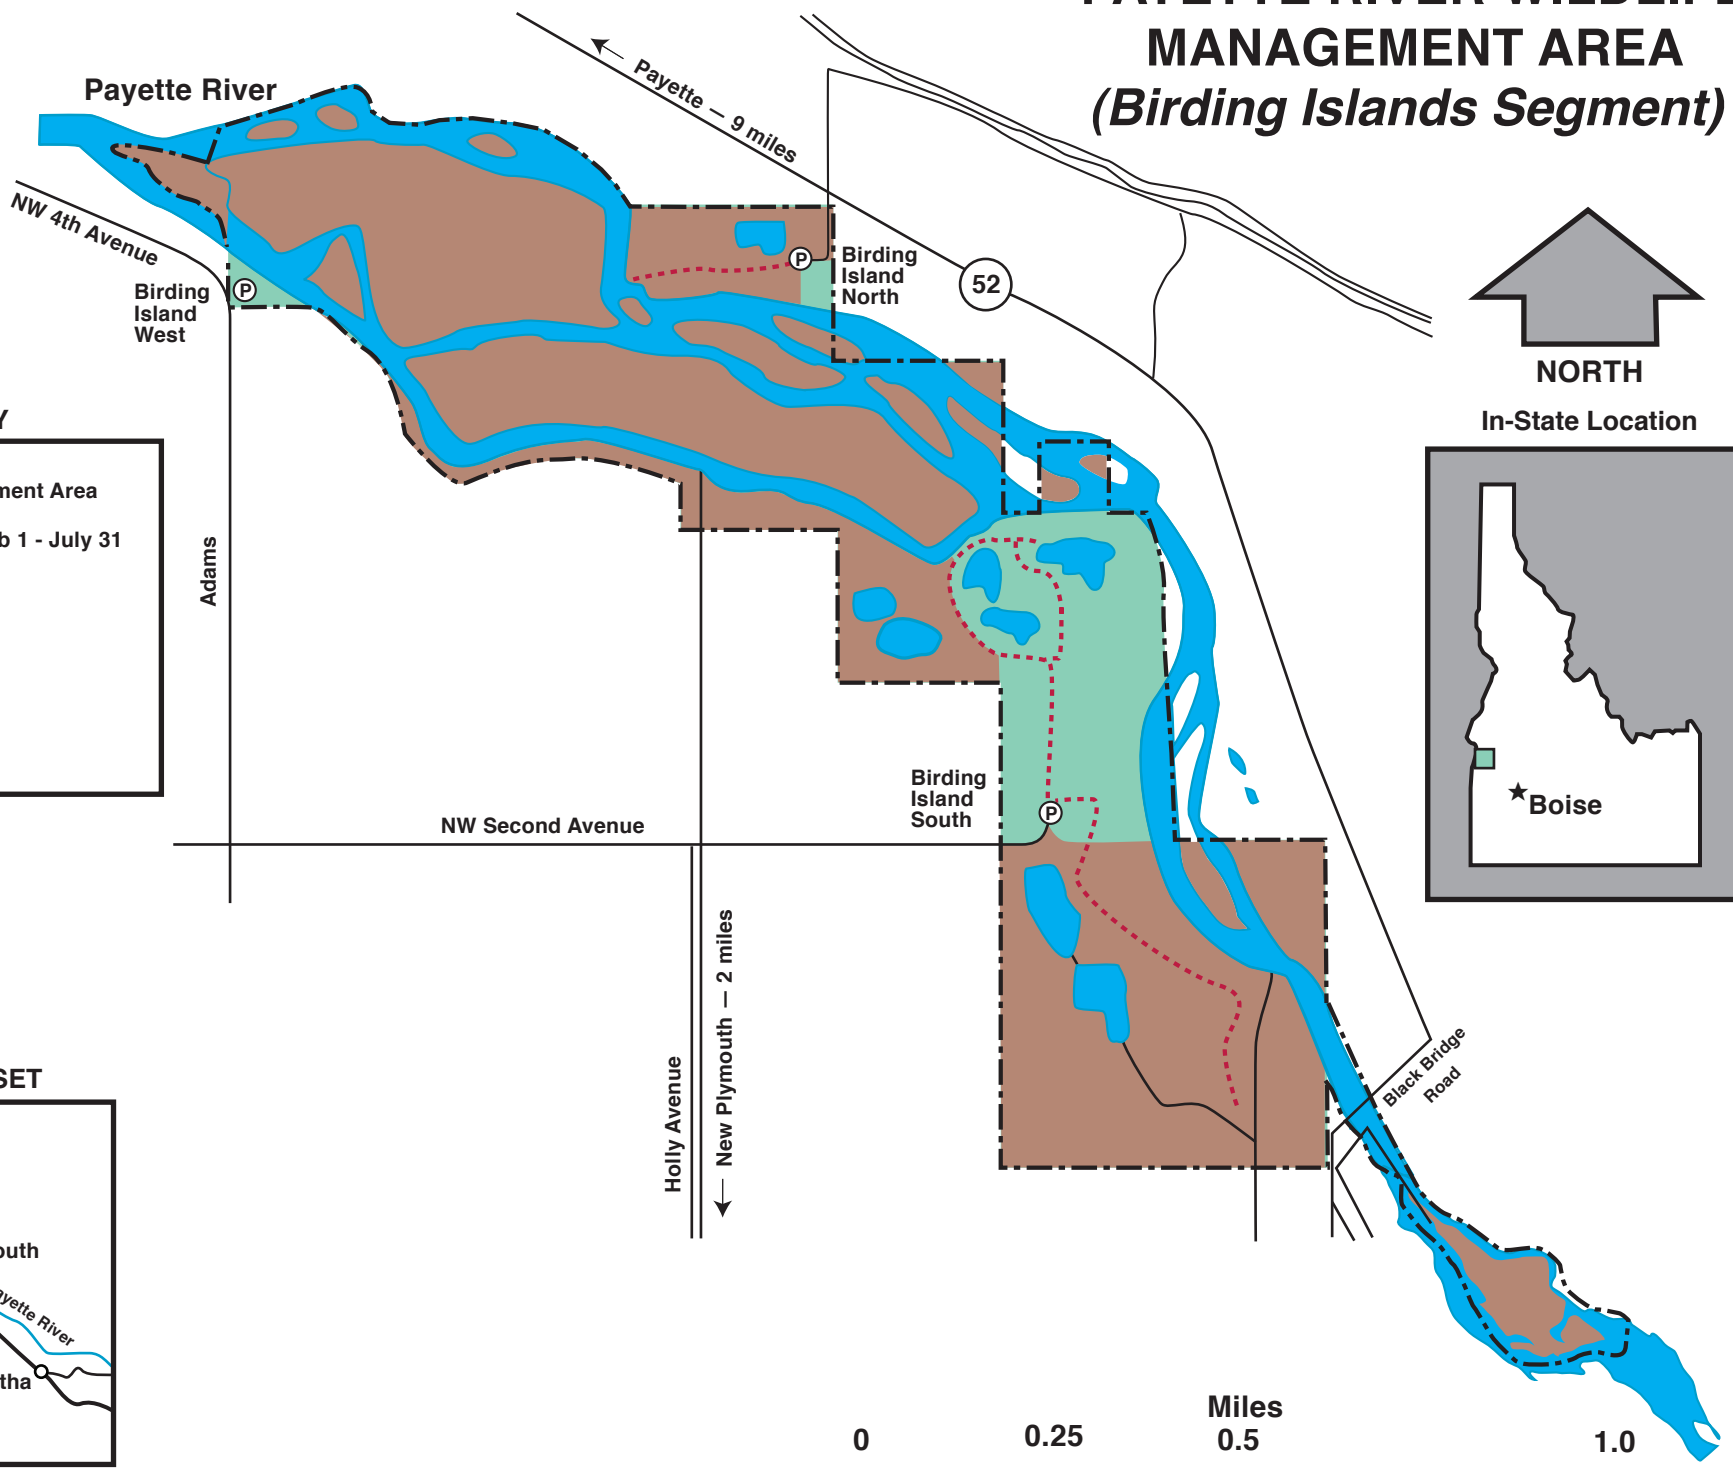 MANAGEMENT AREA
(Birding Islands Segment)
Payette River
Payette — 9 miles
NW 4th Avenue
Birding
Island
West
P
P
Birding
Island
North
52
NORTH
In-State Location
Boise
Y
ment Area
b 1 - July 31
Adams
NW Second Avenue
Birding
Island
South
P
Holly Avenue
New Plymouth — 2 miles
Black Bridge
Road
SET
outh
ayette River
tha
Miles
0
0.25
0.5
1.0